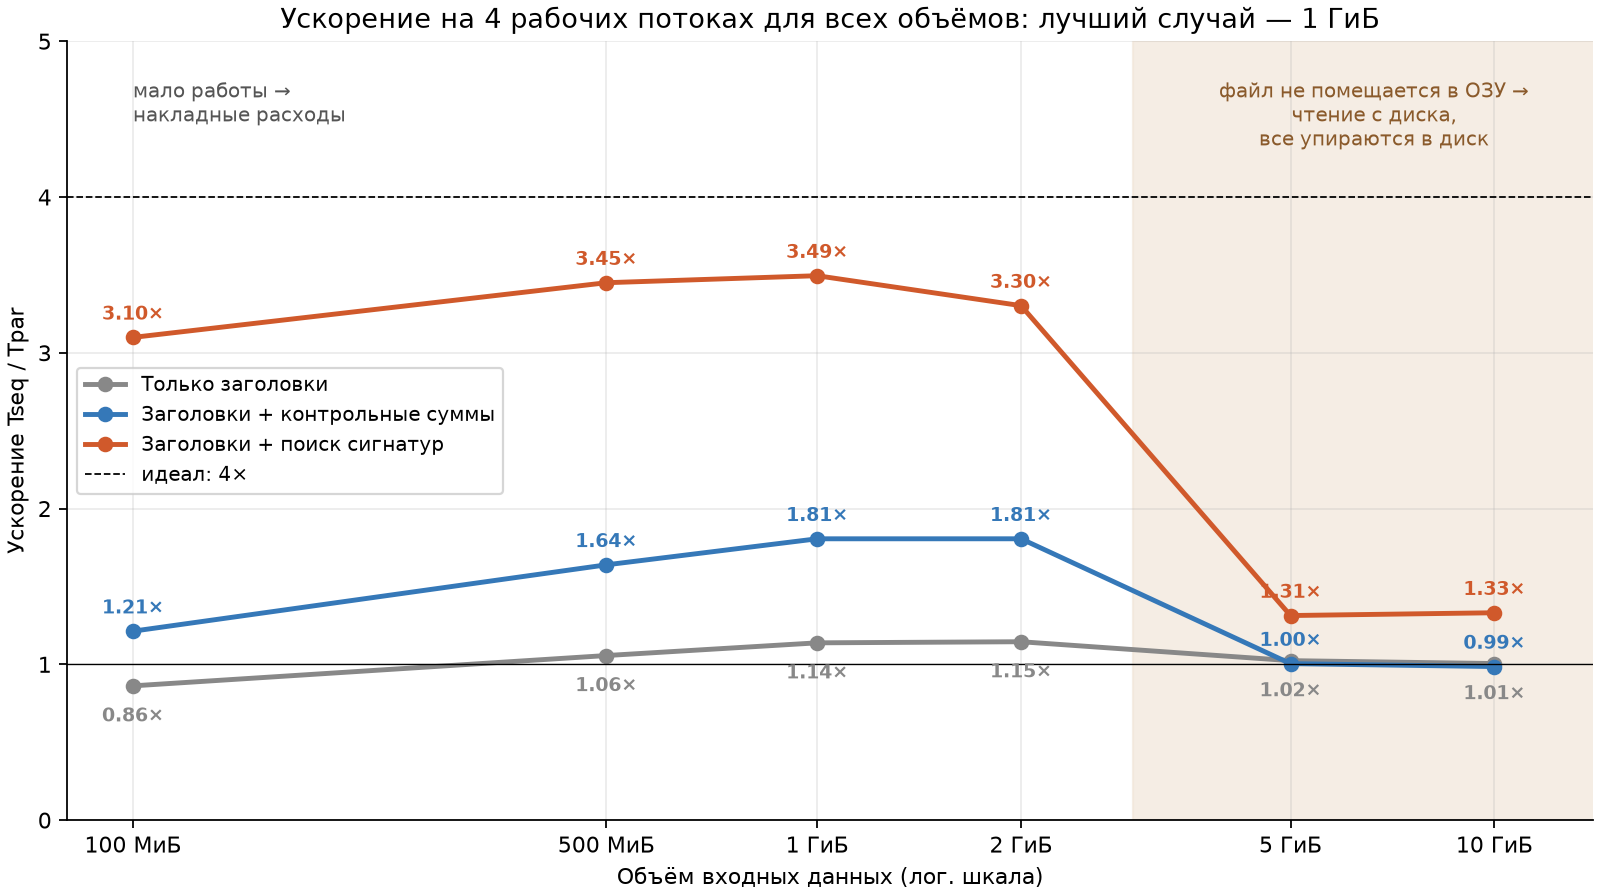 Ускорение на 4 рабочих потоках для всех объёмов: лучший случай — 1 ГиБ
5
мало работы →
накладные расходы
файл не помещается в ОЗУ →
чтение с диска,
все упираются в диск
4
3.10×
3.45×
3.49×
3.30×
3
Только заголовки
Заголовки + контрольные суммы
Заголовки + поиск сигнатур
идеал: 4×
Ускорение Tseq / Tpar
2
1.21×
1.64×
1.81×
1.81×
1.31×
1.33×
1.00×
0.99×
1
0.86×
1.06×
1.14×
1.15×
1.02×
1.01×
0
100 МиБ
500 МиБ
1 ГиБ
2 ГиБ
5 ГиБ
10 ГиБ
Объём входных данных (лог. шкала)